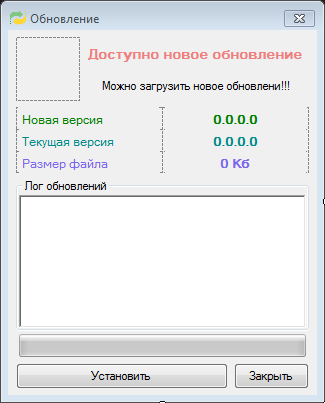 Обновление
Доступно новое обновление
Можно загрузить новое обновлени!!!
Новая версия 0.0.0.0
Текущая версия 0.0.0.0
Размер файла 0 Кб
Лог обновлений
Установить Закрыть